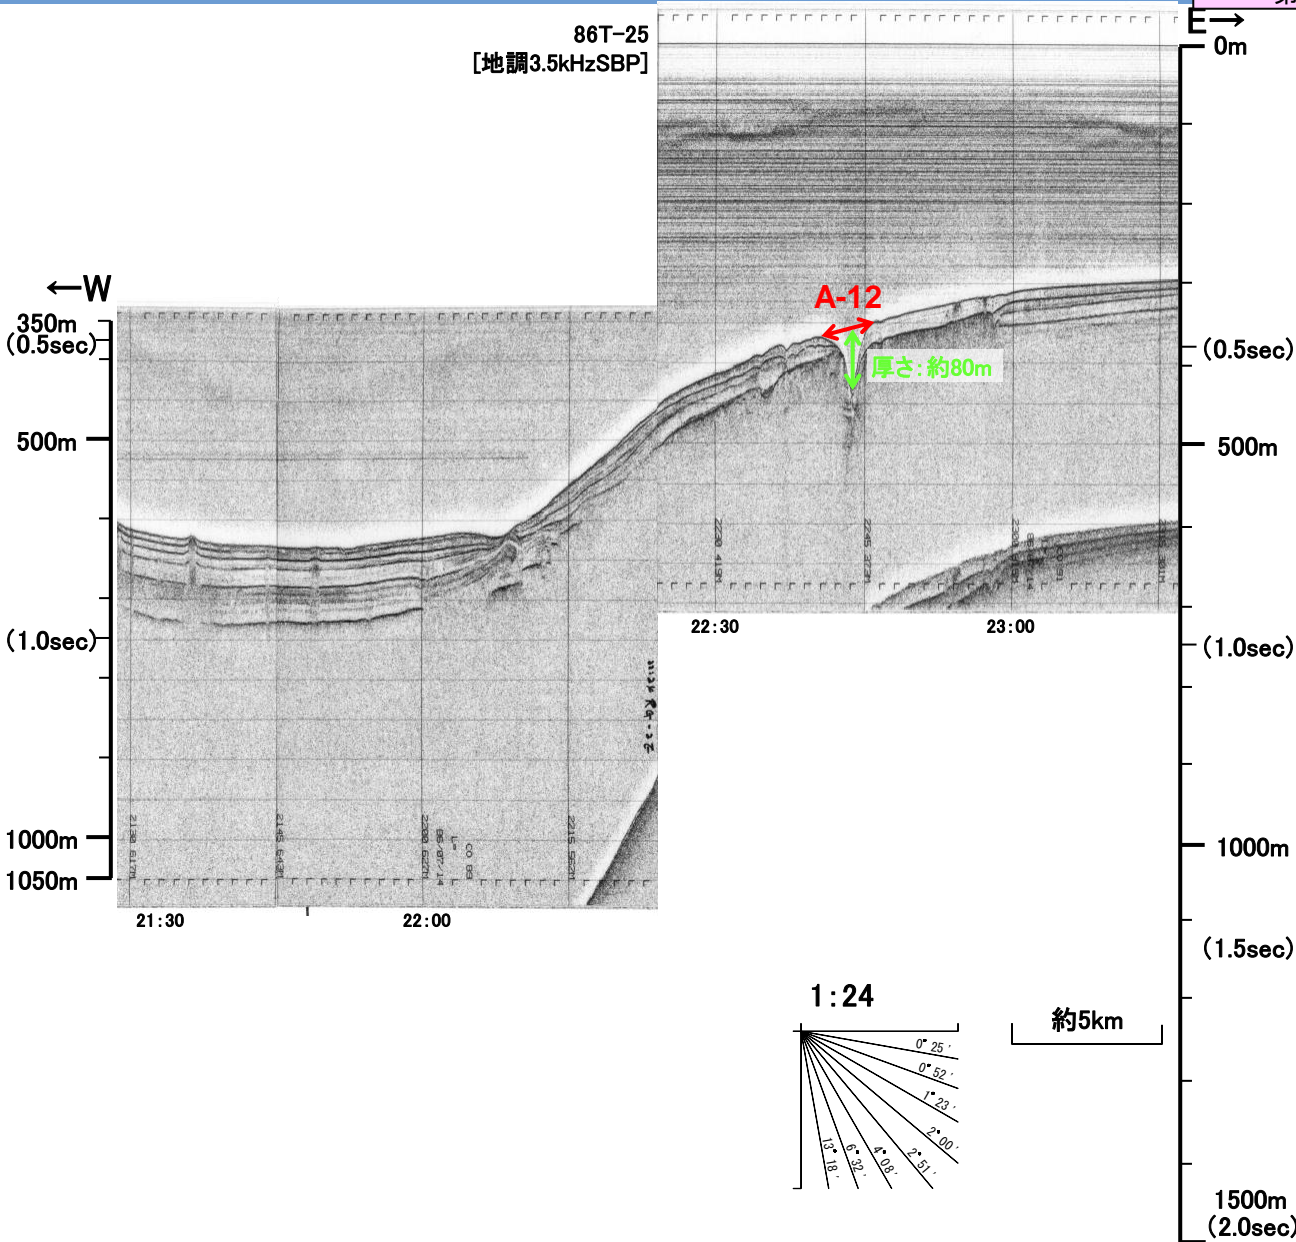 86T-25
[地調3.5kHzSBP]
E→
0m
←W
350m
(0.5sec)
A-12
厚さ：約80m
(0.5sec)
500m
500m
(1.0sec)
22:30
23:00
(1.0sec)
1000m
1050m
1000m
21:30
22:00
(1.5sec)
1:24
約5km
0° 25′
0° 52′
1° 23′
2° 00′
2° 51′
4° 08′
6° 32′
13° 18′
1500m
(2.0sec)